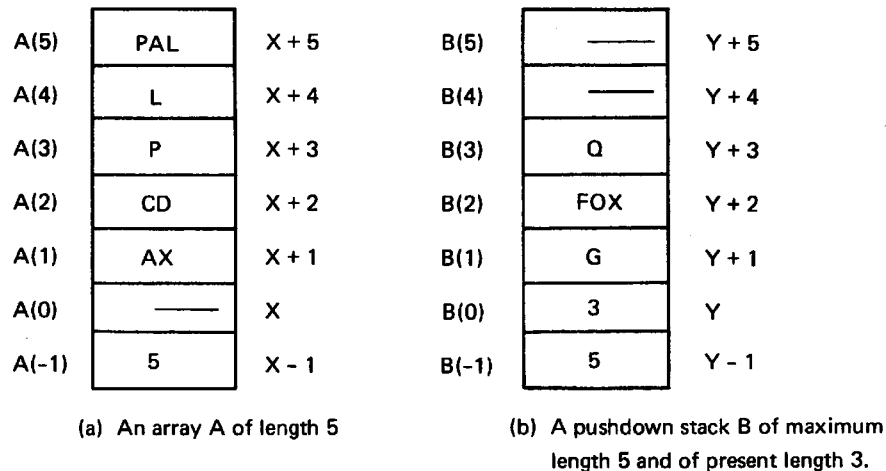 A(5) PAL X + 5 B(5) —— Y + 5
A(4) L X + 4 B(4) —— Y + 4
A(3) P X + 3 B(3) Q Y + 3
A(2) CD X + 2 B(2) FOX Y + 2
A(1) AX X + 1 B(1) G Y + 1
A(0) —— X B(0) 3 Y
A(-1) 5 X - 1 B(-1) 5 Y - 1
(a) An array A of length 5 (b) A pushdown stack B of maximum
length 5 and of present length 3.